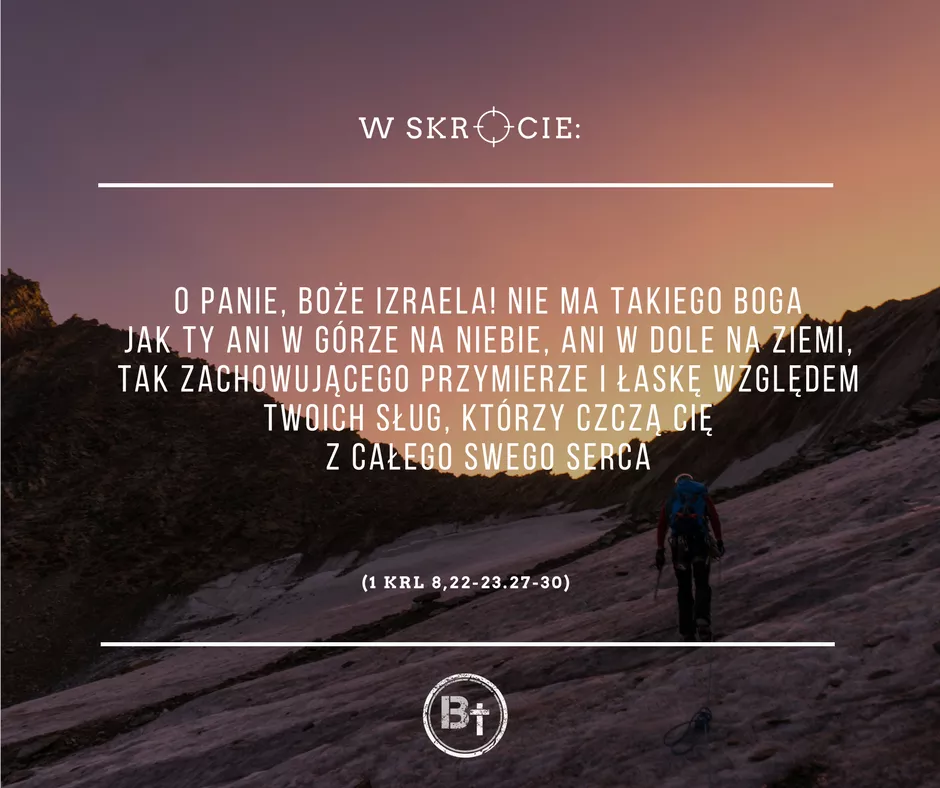 W SKROCIE:
O PANIE, BOŻE IZRAELA! NIE MA TAKIEGO BOGA
JAK TY ANI W GÓRZE NA NIEBIE, ANI W DOLE NA ZIEMI,
TAK ZACHOWUJĄCEGO PRZYMIERZE I ŁASKĘ WZGLĘDEM
TWOICH SŁUG, KTÓRZY CZCZĄ CIĘ
Z CAŁEGO SWEGO SERCA
(1 KRL 8,22-23.27-30)
B†